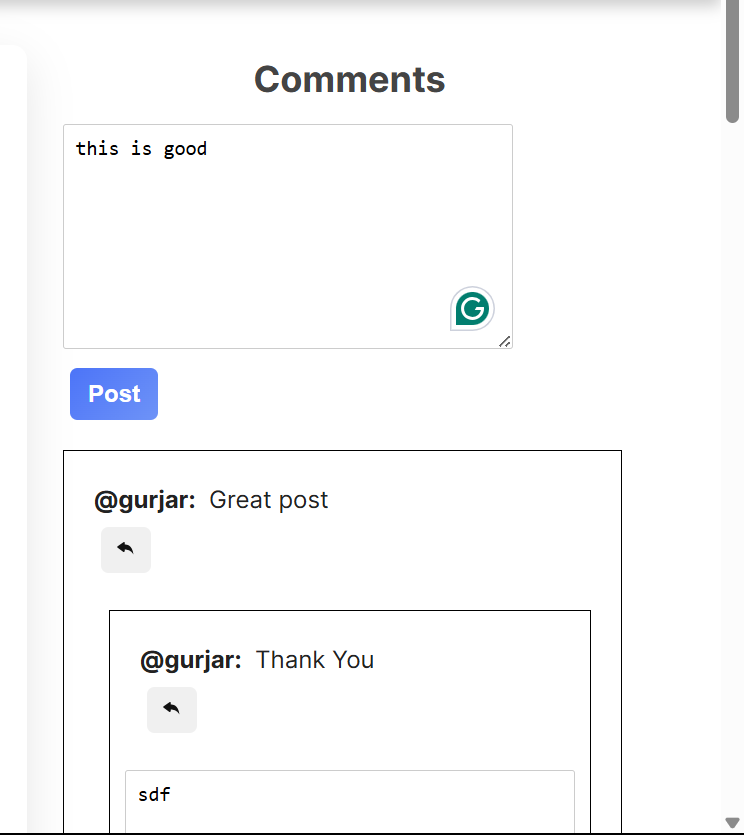 Comments
this is good
G
Post
@gurjar: Great post
@gurjar: Thank You
sdf